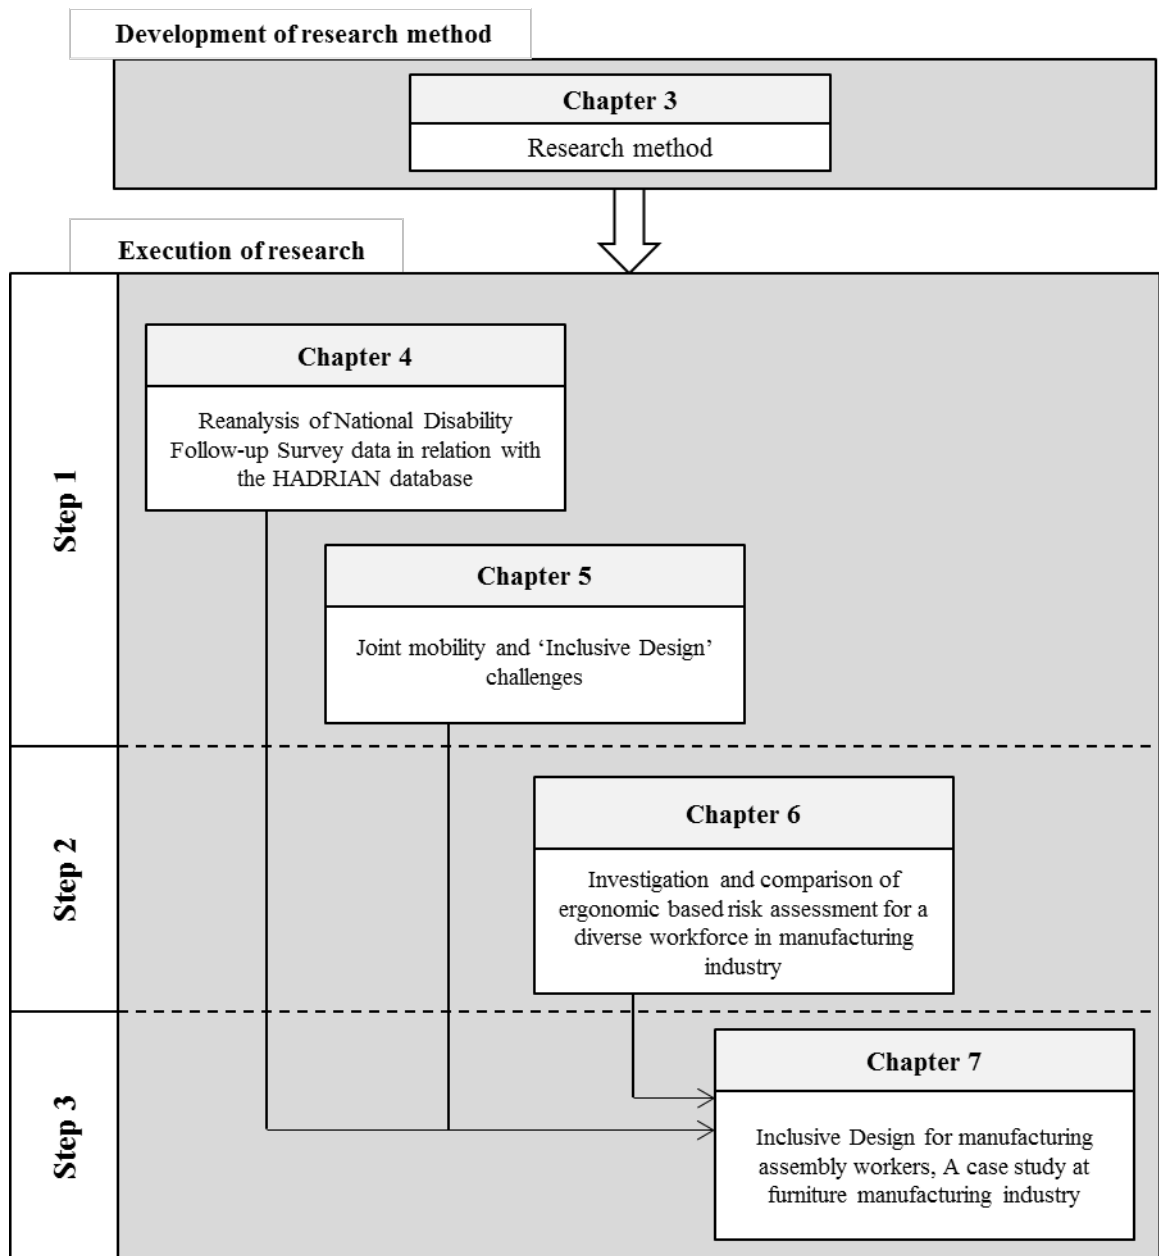 Development of research method
Chapter 3
Research method
Execution of research
Step 1
Chapter 4
Reanalysis of National Disability
Follow-up Survey data in relation with
the HADRIAN database
Chapter 5
Joint mobility and ‘Inclusive Design’
challenges
Step 2
Chapter 6
Investigation and comparison of
ergonomic based risk assessment for a
diverse workforce in manufacturing
industry
Step 3
Chapter 7
Inclusive Design for manufacturing
assembly workers, A case study at
furniture manufacturing industry